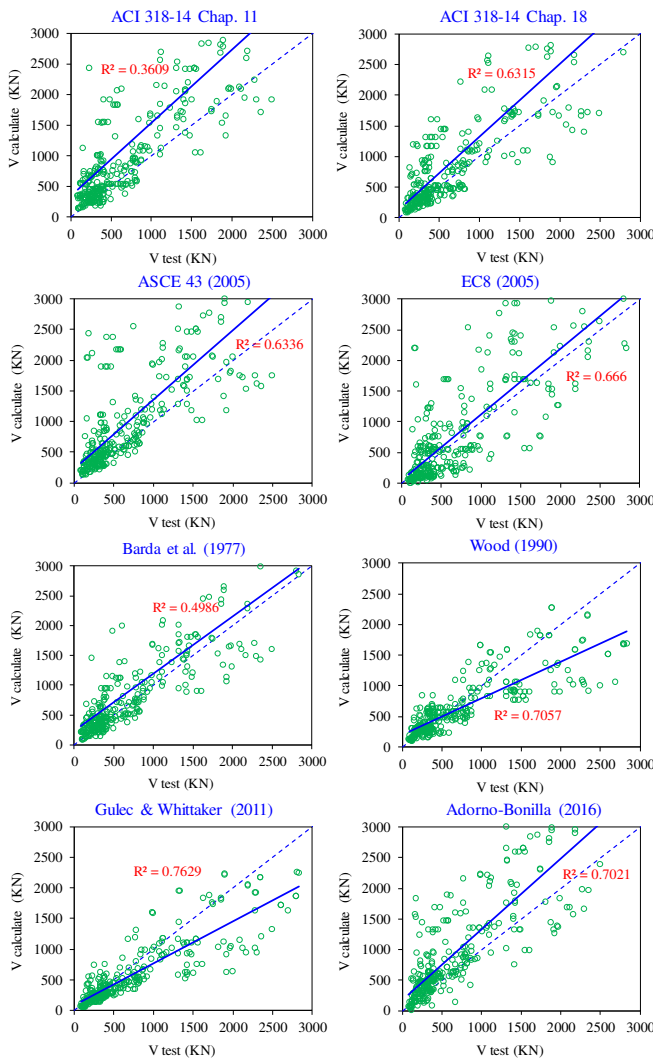 ACI 318-14 Chap. 11
3000
2500
2000
1500
1000
500
0
0 500 1000 1500 2000 2500 3000
V calculate (KN)
V test (KN)
R² = 0.3609
ACI 318-14 Chap. 18
3000
2500
2000
1500
1000
500
0
0 500 1000 1500 2000 2500 3000
V calculate (KN)
V test (KN)
R² = 0.6315
ASCE 43 (2005)
3000
2500
2000
1500
1000
500
0
0 500 1000 1500 2000 2500 3000
V calculate (KN)
V test (KN)
R² = 0.6336
EC8 (2005)
3000
2500
2000
1500
1000
500
0
0 500 1000 1500 2000 2500 3000
V calculate (KN)
V test (KN)
R² = 0.666
Barda et al. (1977)
3000
2500
2000
1500
1000
500
0
0 500 1000 1500 2000 2500 3000
V calculate (KN)
V test (KN)
R² = 0.4986
Wood (1990)
3000
2500
2000
1500
1000
500
0
0 500 1000 1500 2000 2500 3000
V calculate (KN)
V test (KN)
R² = 0.7057
Gulec & Whittaker (2011)
3000
2500
2000
1500
1000
500
0
0 500 1000 1500 2000 2500 3000
V calculate (KN)
V test (KN)
R² = 0.7629
Adorno-Bonilla (2016)
3000
2500
2000
1500
1000
500
0
0 500 1000 1500 2000 2500 3000
V calculate (KN)
V test (KN)
R² = 0.7021